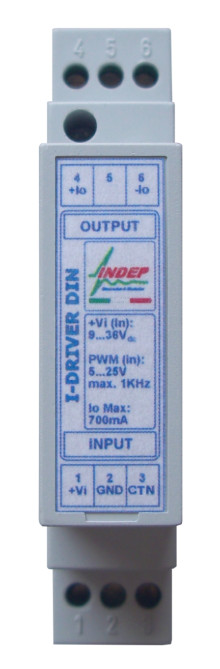 4 5 6
4 5 6
+Io -Io
OUTPUT
INDEP
I-DRIVER DIN
+Vi (in):
9...36Vdc
PWM (in):
5...25V
max. 1KHz
Io Max:
700mA
INPUT
1 2 3
+Vi GND CTN
1 2 3